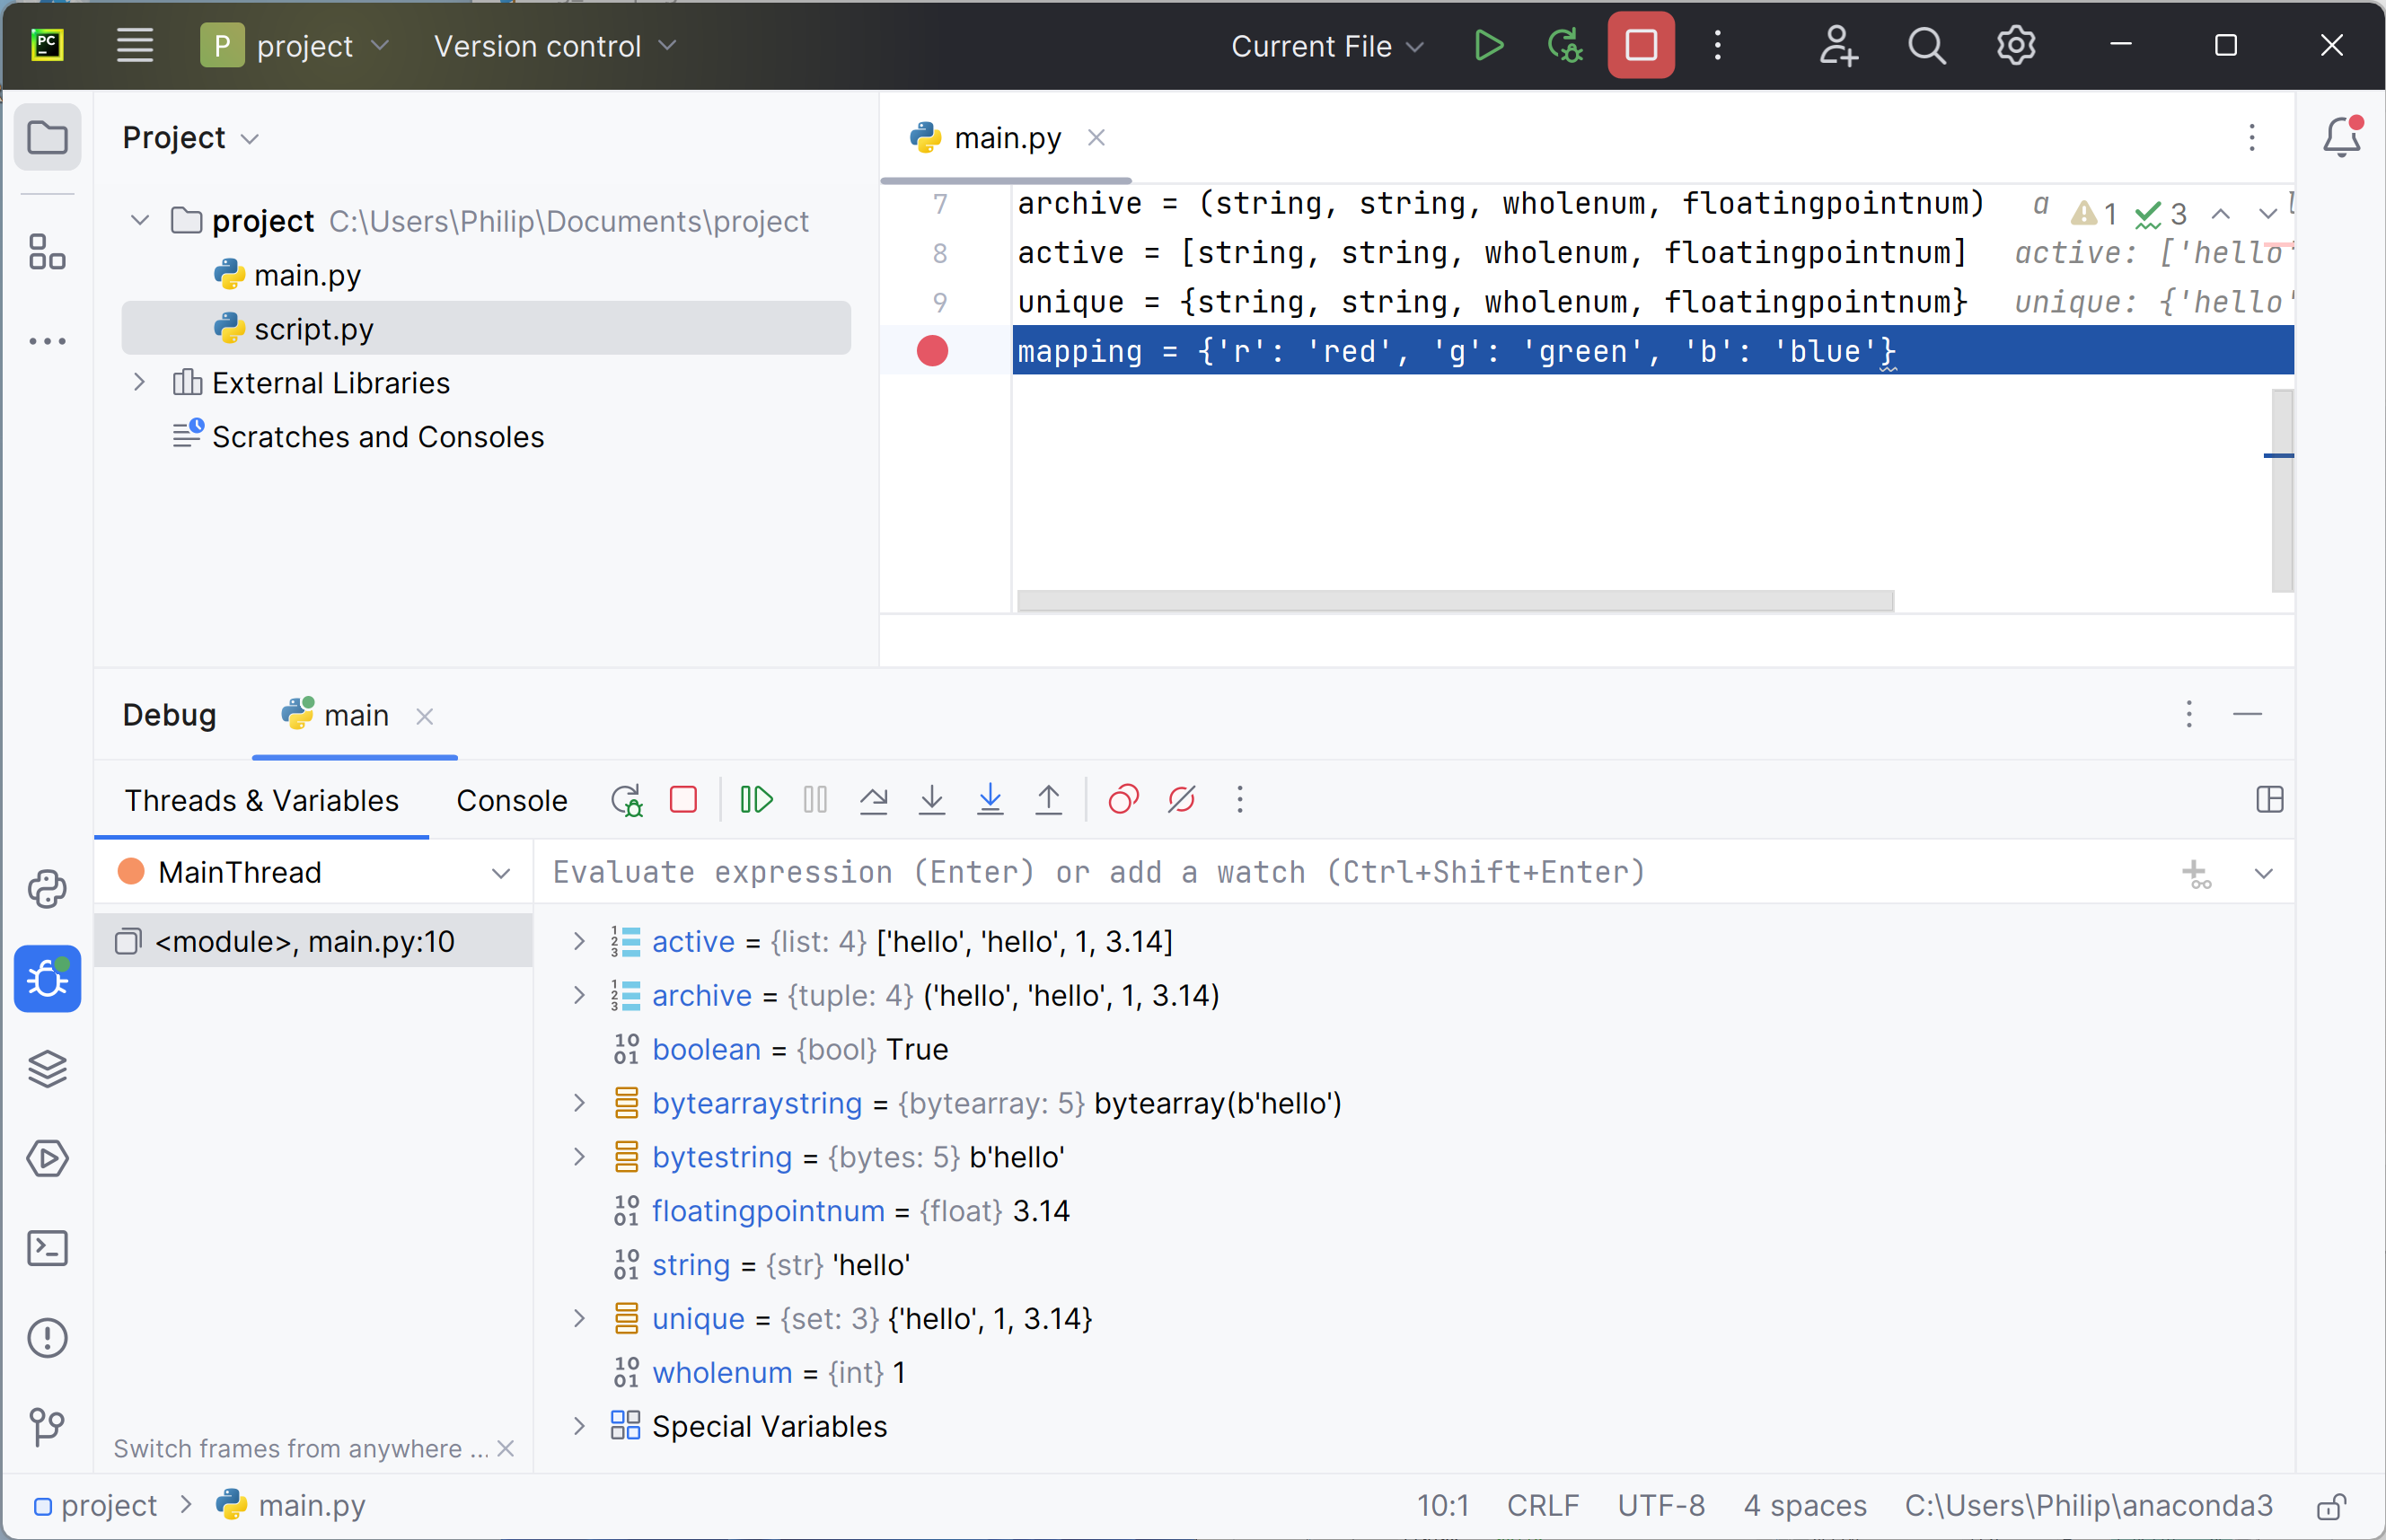 PC
P project Version control Current File
Project
main.py
project C:\Users\Philip\Documents\project
main.py
script.py
External Libraries
Scratches and Consoles
7 archive = (string, string, wholenum, floatingpointnum) a 1 3
8 active = [string, string, wholenum, floatingpointnum] active: ['hello'
9 unique = {string, string, wholenum, floatingpointnum} unique: {'hello'
mapping = {'r': 'red', 'g': 'green', 'b': 'blue'}
Debug main
Threads & Variables Console
MainThread
Evaluate expression (Enter) or add a watch (Ctrl+Shift+Enter)
<module>, main.py:10
active = {list: 4} ['hello', 'hello', 1, 3.14]
archive = {tuple: 4} ('hello', 'hello', 1, 3.14)
boolean = {bool} True
bytearraystring = {bytearray: 5} bytearray(b'hello')
bytestring = {bytes: 5} b'hello'
floatingpointnum = {float} 3.14
string = {str} 'hello'
unique = {set: 3} {'hello', 1, 3.14}
wholenum = {int} 1
Special Variables
Switch frames from anywhere ...
project main.py 10:1 CRLF UTF-8 4 spaces C:\Users\Philip\anaconda3